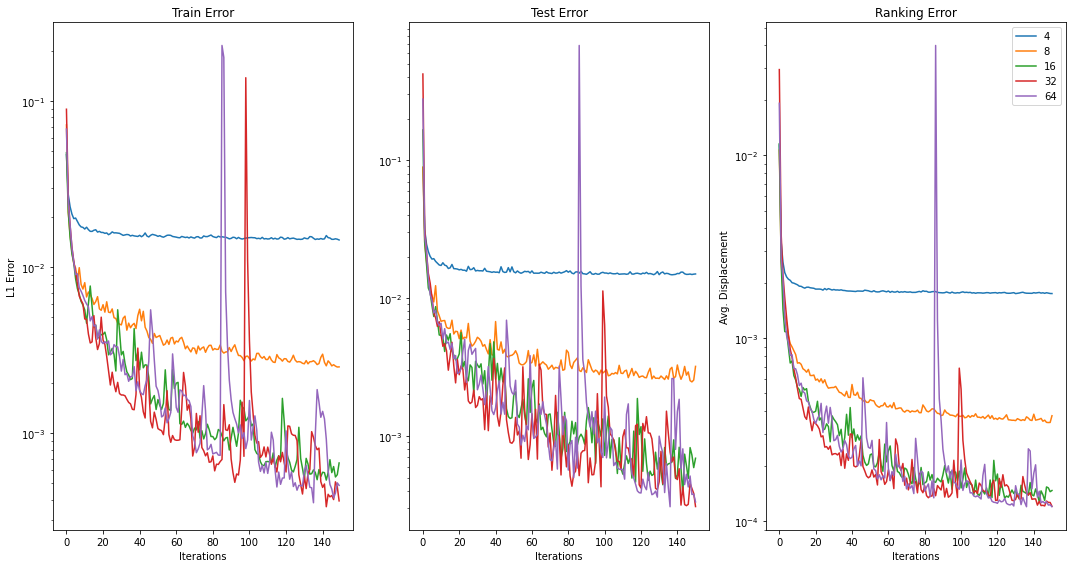 Train Error
Test Error
Ranking Error
L1 Error
10⁻¹
10⁻²
10⁻³
0 20 40 60 80 100 120 140
Iterations
10⁻¹
10⁻²
10⁻³
0 20 40 60 80 100 120 140
Iterations
Avg. Displacement
10⁻²
10⁻³
10⁻⁴
0 20 40 60 80 100 120 140
Iterations
4
8
16
32
64